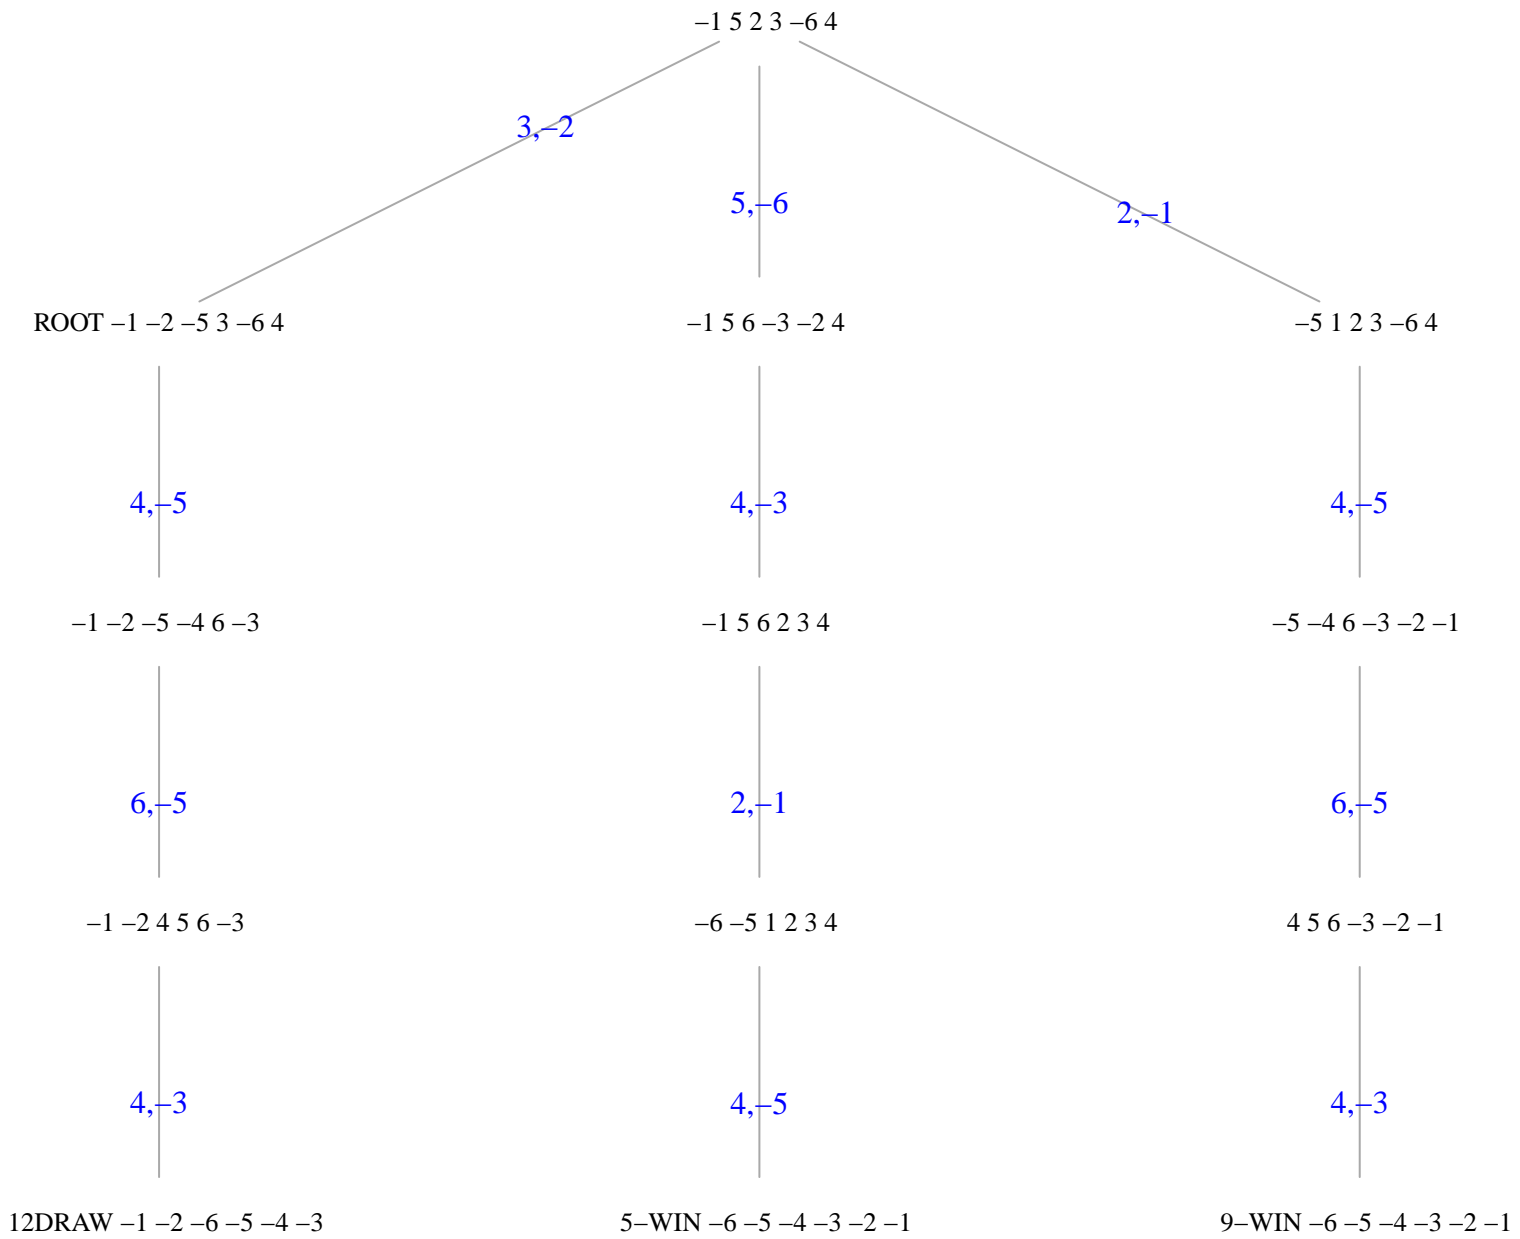 –1 5 2 3 –6 4
3,–2
5,–6
2,–1
ROOT –1 –2 –5 3 –6 4
–1 5 6 –3 –2 4
–5 1 2 3 –6 4
4,–5
4,–3
4,–5
–1 –2 –5 –4 6 –3
–1 5 6 2 3 4
–5 –4 6 –3 –2 –1
6,–5
2,–1
6,–5
–1 –2 4 5 6 –3
–6 –5 1 2 3 4
4 5 6 –3 –2 –1
4,–3
4,–5
4,–3
12DRAW –1 –2 –6 –5 –4 –3
5–WIN –6 –5 –4 –3 –2 –1
9–WIN –6 –5 –4 –3 –2 –1